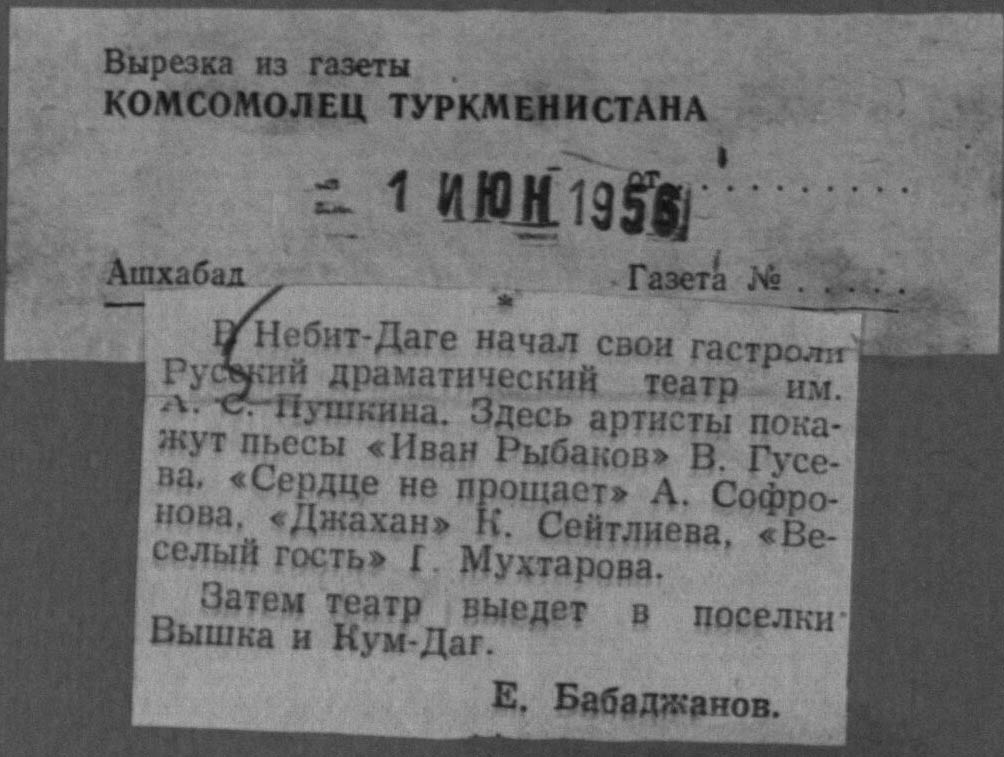 Вырезка из газеты
КОМСОМОЛЕЦ ТУРКМЕНИСТАНА
от . . . . . . . . . .
= 1 ИЮН 1956
Ашхабад Газета № . . . . .
*
В Небит-Даге начал свои гастроли
Русский драматический театр им.
А. С. Пушкина. Здесь артисты пока-
жут пьесы «Иван Рыбаков» В. Гусе-
ва, «Сердце не прощает» А. Софро-
нова, «Джахан» К. Сейтлиева, «Ве-
селый гость» Г. Мухтарова.
Затем театр выедет в поселки
Вышка и Кум-Даг.
Е. Бабаджанов.